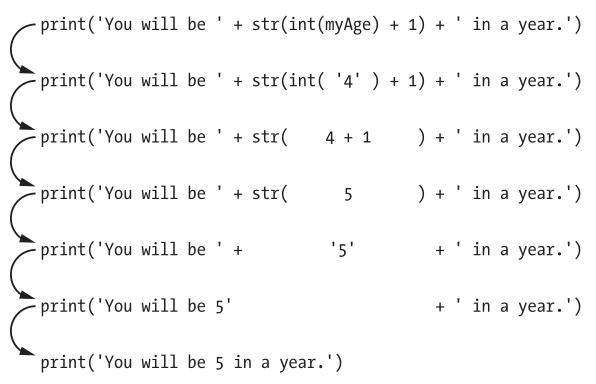 print('You will be ' + str(int(myAge) + 1) + ' in a year.')
print('You will be ' + str(int( '4' ) + 1) + ' in a year.')
print('You will be ' + str(    4 + 1     ) + ' in a year.')
print('You will be ' + str(      5       ) + ' in a year.')
print('You will be ' +          '5'         + ' in a year.')
print('You will be 5'                       + ' in a year.')
print('You will be 5 in a year.')